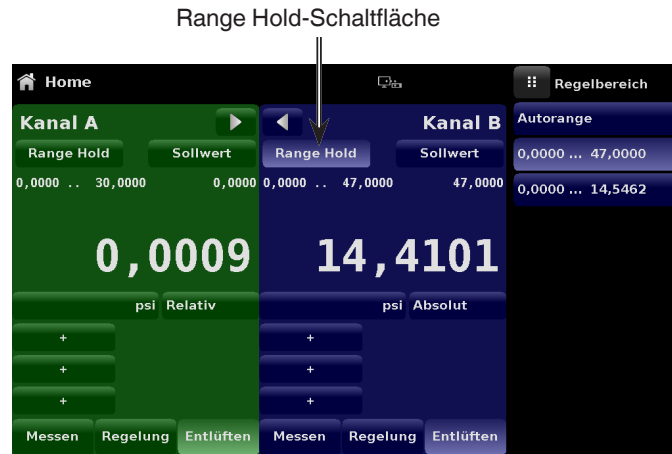 Range Hold-Schaltfläche
Home
Kanal A
Range Hold
Sollwert
0,0000 .. 30,0000
0,0000
0,0009
psi
Relativ
+
+
+
Messen
Regelung
Entlüften
Kanal B
Range Hold
Sollwert
0,0000 .. 47,0000
47,0000
14,4101
psi
Absolut
+
+
+
Messen
Regelung
Entlüften
Regelbereich
Autorange
0,0000 ... 47,0000
0,0000 ... 14,5462